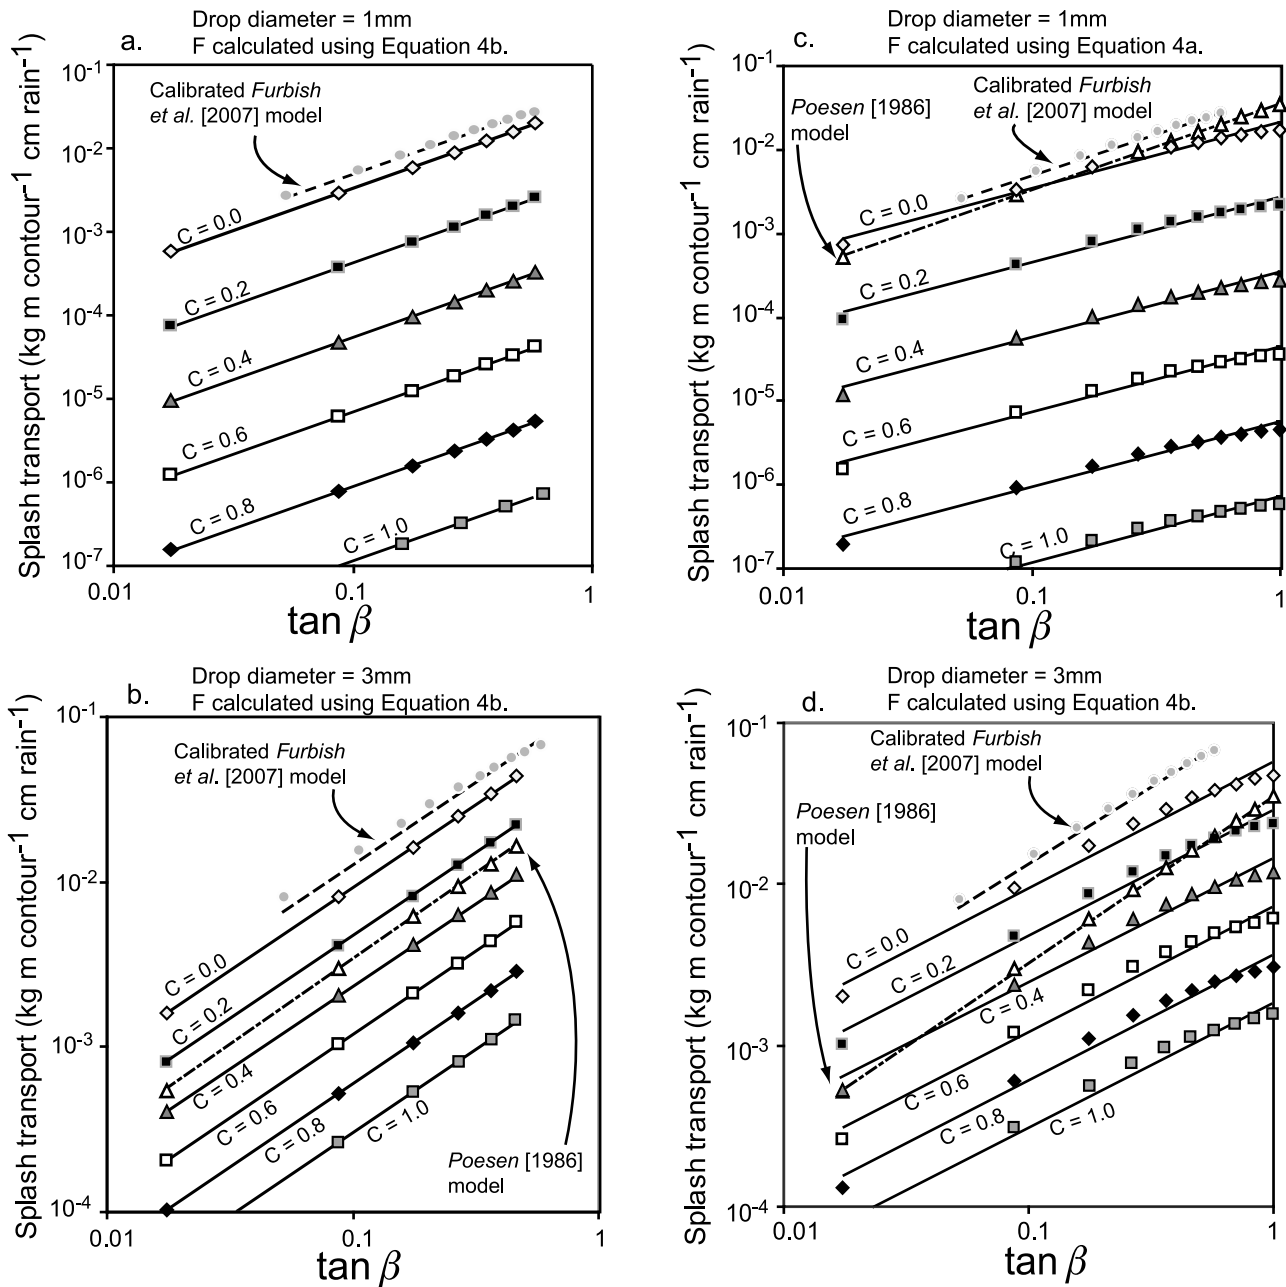 Drop diameter = 1mm
a. F calculated using Equation 4b.
Splash transport (kg m contour⁻¹ cm rain⁻¹)
10⁻¹
10⁻²
10⁻³
10⁻⁴
10⁻⁵
10⁻⁶
10⁻⁷
Calibrated Furbish
et al. [2007] model
C = 0.0
C = 0.2
C = 0.4
C = 0.6
C = 0.8
C = 1.0
0.01 0.1 1
tan β
Drop diameter = 1mm
c. F calculated using Equation 4a.
Splash transport (kg m contour⁻¹ cm rain⁻¹)
10⁻¹
10⁻²
10⁻³
10⁻⁴
10⁻⁵
10⁻⁶
10⁻⁷
Calibrated Furbish
et al. [2007] model
Poesen [1986]
model
C = 0.0
C = 0.2
C = 0.4
C = 0.6
C = 0.8
C = 1.0
0.01 0.1 1
tan β
Drop diameter = 3mm
b. F calculated using Equation 4b.
Splash transport (kg m contour⁻¹ cm rain⁻¹)
10⁻¹
10⁻²
10⁻³
10⁻⁴
Calibrated Furbish
et al. [2007] model
C = 0.0
C = 0.2
C = 0.4
C = 0.6
C = 0.8
C = 1.0
Poesen [1986]
model
0.01 0.1 1
tan β
Drop diameter = 3mm
d. F calculated using Equation 4b.
Splash transport (kg m contour⁻¹ cm rain⁻¹)
10⁻¹
10⁻²
10⁻³
10⁻⁴
Calibrated Furbish
et al. [2007] model
Poesen [1986]
model
C = 0.0
C = 0.2
C = 0.4
C = 0.6
C = 0.8
C = 1.0
0.01 0.1 1
tan β